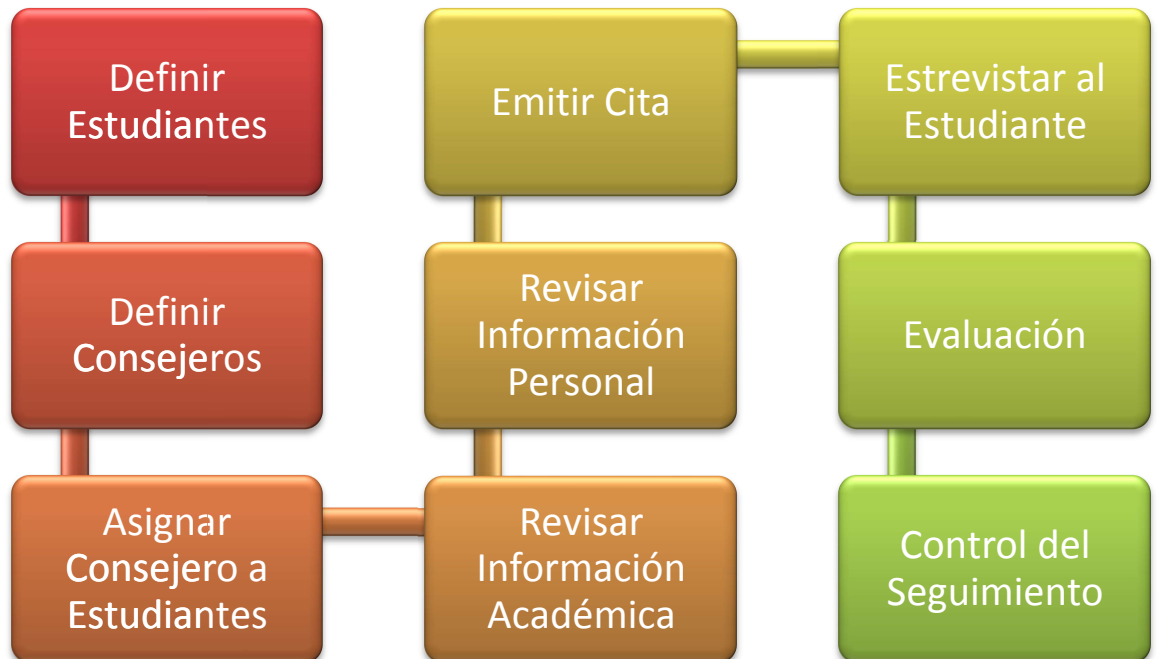 Definir
Estudiantes
Definir
Consejeros
Asignar
Consejero a
Estudiantes
Revisar
Información
Académica
Revisar
Información
Personal
Emitir Cita
Estrevistar al
Estudiante
Evaluación
Control del
Seguimiento